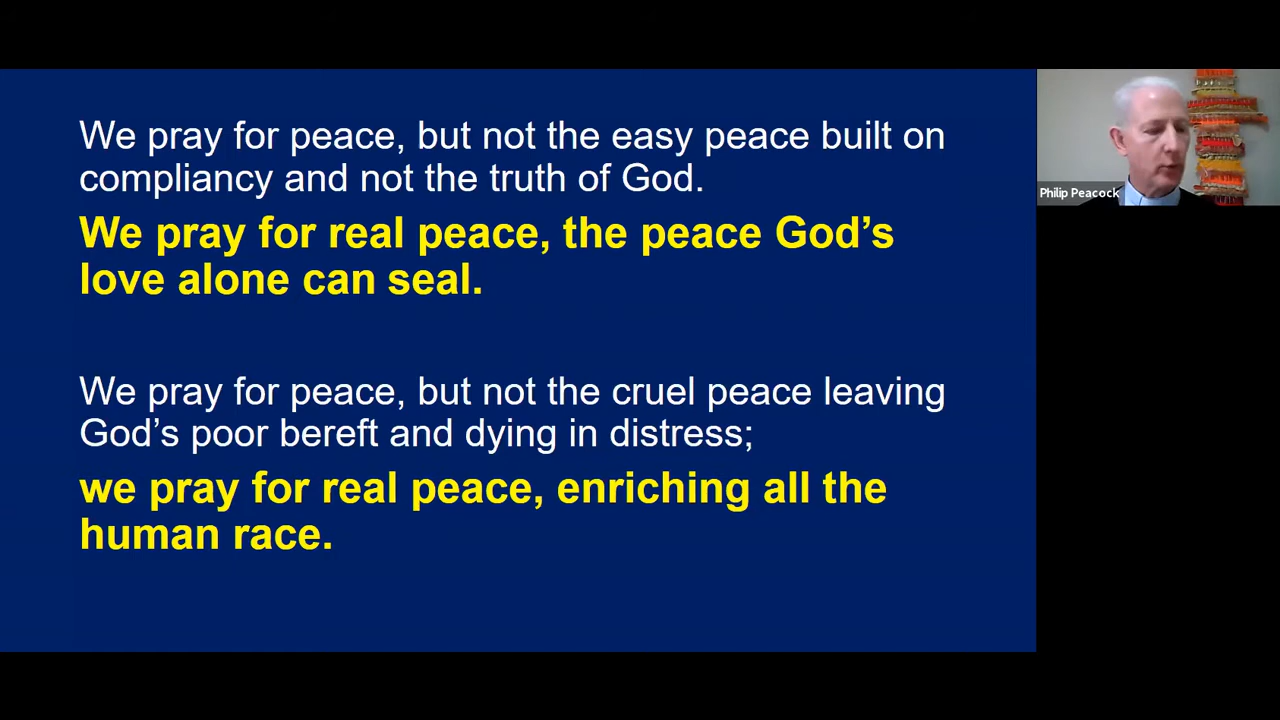 We pray for peace, but not the easy peace built on
compliancy and not the truth of God.
We pray for real peace, the peace God’s
love alone can seal.
We pray for peace, but not the cruel peace leaving
God’s poor bereft and dying in distress;
we pray for real peace, enriching all the
human race.
Philip Peacock